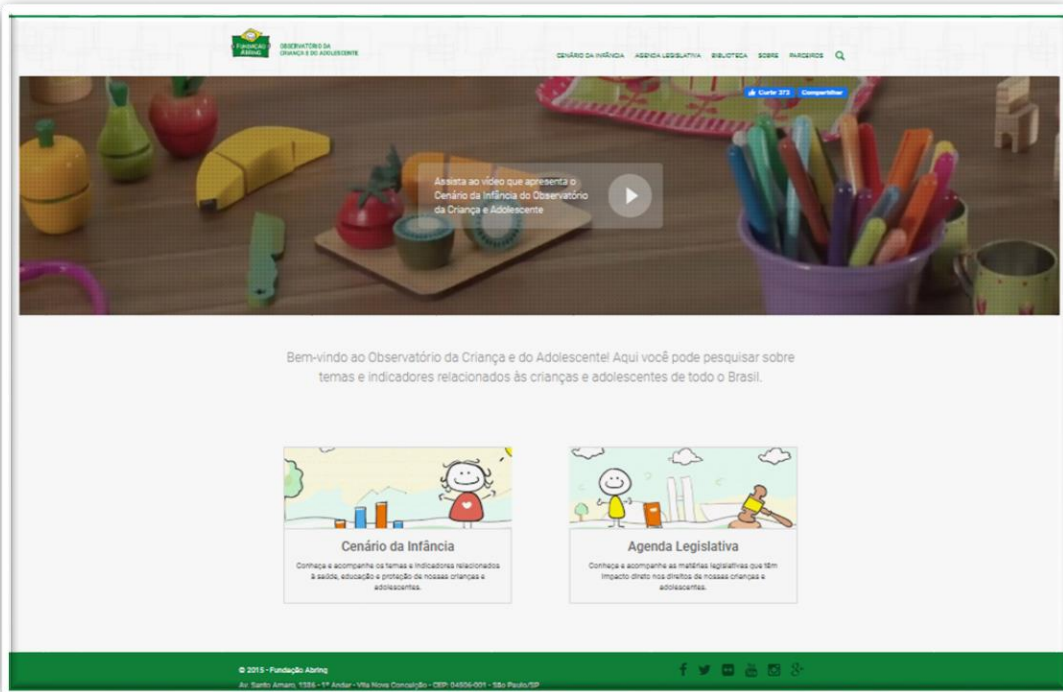 FUNDAÇÃO
ABRINQ
OBSERVATÓRIO DA
CRIANÇA E DO ADOLESCENTE
CENÁRIO DA INFÂNCIA AGENDA LEGISLATIVA BIBLIOTECA SOBRE PARCEIROS
Curtir 373 Compartilhar
Assista ao vídeo que apresenta o
Cenário da Infância do Observatório
da Criança e Adolescente
Bem-vindo ao Observatório da Criança e do Adolescente! Aqui você pode pesquisar sobre
temas e indicadores relacionados às crianças e adolescentes de todo o Brasil.
Cenário da Infância
Conheça e acompanhe os temas e indicadores relacionados
à saúde, educação e proteção de nossas crianças e
adolescentes.
Agenda Legislativa
Conheça e acompanhe as matérias legislativas que têm
impacto direto nos direitos de nossas crianças e
adolescentes.
© 2015 - Fundação Abrinq
Av. Santo Amaro, 1386 - 1º Andar - Vila Nova Conceição - CEP: 04506-001 - São Paulo/SP